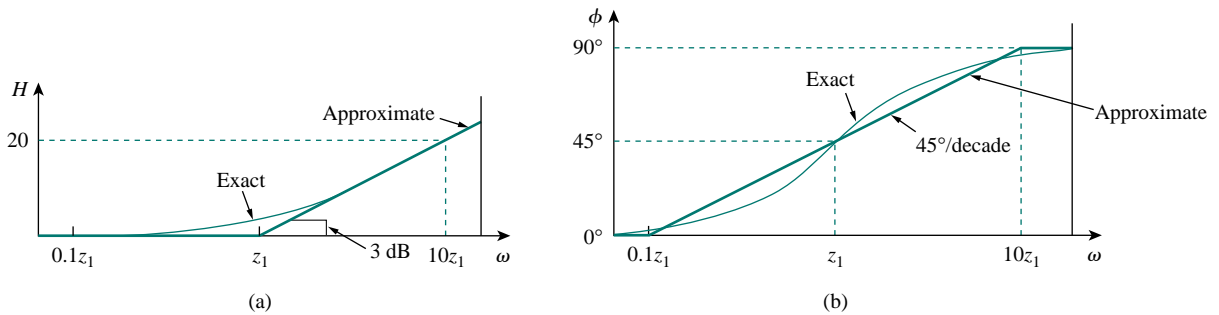 H
20
Approximate
Exact
3 dB
0.1z₁
z₁
10z₁
ω
(a)
ϕ
90°
45°
0°
Exact
Approximate
45°/decade
0.1z₁
z₁
10z₁
ω
(b)